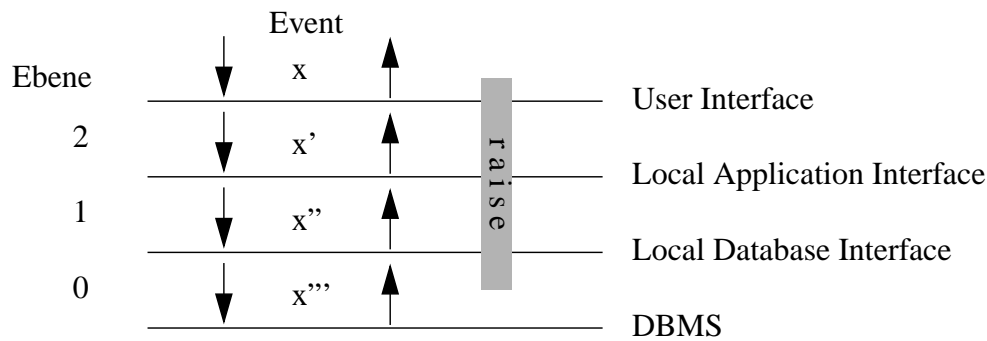 Event
Ebene
x
User Interface
2
x’
raise
Local Application Interface
1
x”
Local Database Interface
0
x”’
DBMS